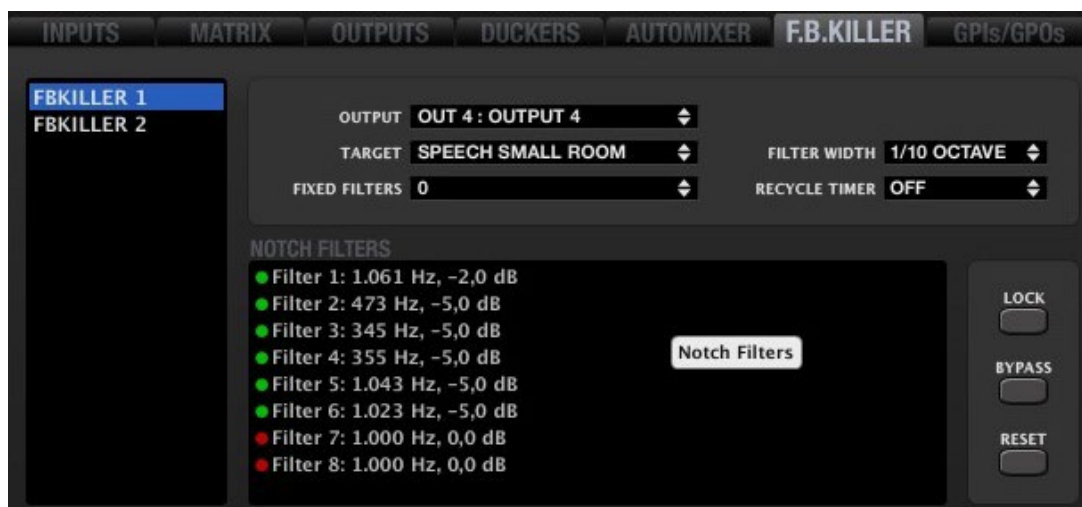 INPUTS MATRIX OUTPUTS DUCKERS AUTOMIXER F.B.KILLER GPIs/GPOs
FBKILLER 1
FBKILLER 2
OUTPUT OUT 4 : OUTPUT 4
TARGET SPEECH SMALL ROOM
FILTER WIDTH 1/10 OCTAVE
FIXED FILTERS 0
RECYCLE TIMER OFF
NOTCH FILTERS
Filter 1: 1.061 Hz, -2,0 dB
Filter 2: 473 Hz, -5,0 dB
Filter 3: 345 Hz, -5,0 dB
Filter 4: 355 Hz, -5,0 dB
Filter 5: 1.043 Hz, -5,0 dB
Filter 6: 1.023 Hz, -5,0 dB
Filter 7: 1.000 Hz, 0,0 dB
Filter 8: 1.000 Hz, 0,0 dB
Notch Filters
LOCK
BYPASS
RESET